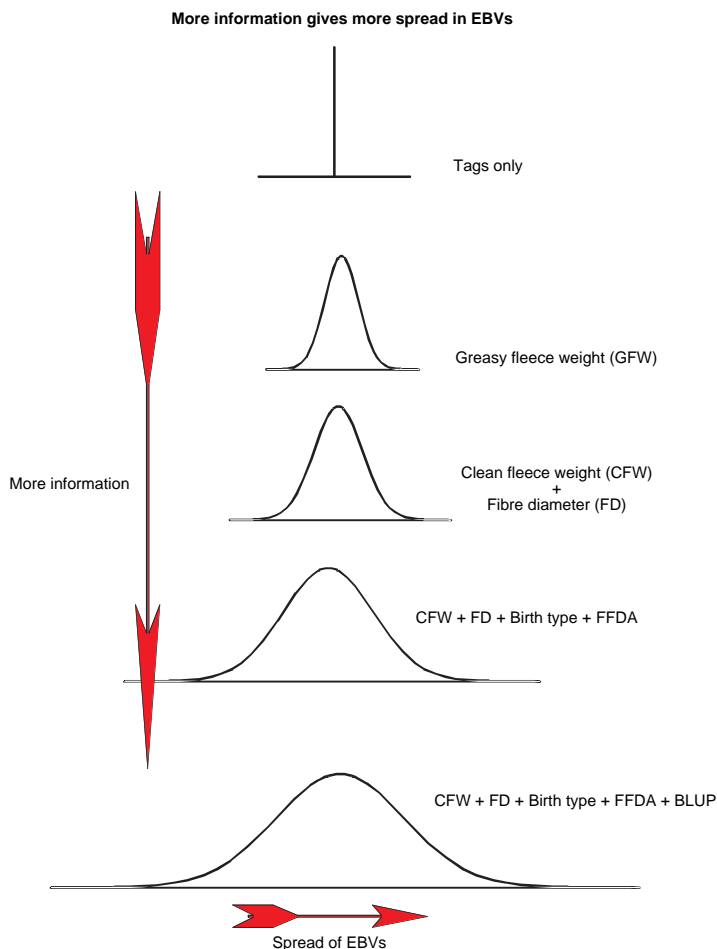 More information gives more spread in EBVs
Tags only
Greasy fleece weight (GFW)
Clean fleece weight (CFW)
+
Fibre diameter (FD)
More information
CFW + FD + Birth type + FFDA
CFW + FD + Birth type + FFDA + BLUP
Spread of EBVs